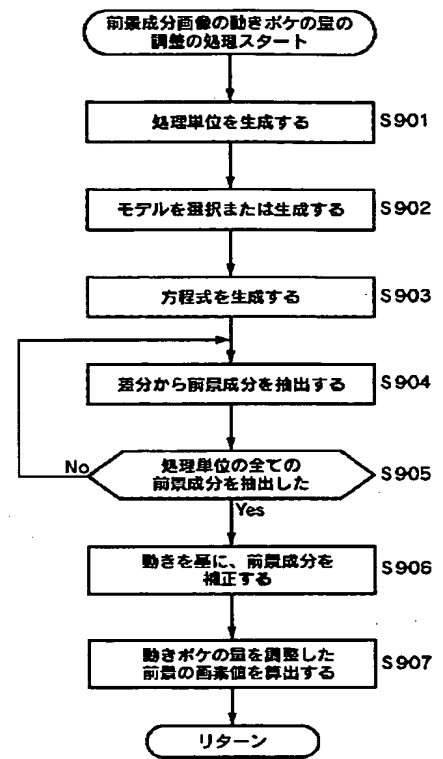 前景成分画像の動きボケの量の
調整の処理スタート
処理単位を生成する
S901
モデルを選択または生成する
S902
方程式を生成する
S903
差分から前景成分を抽出する
S904
処理単位の全ての
前景成分を抽出した
S905
No
Yes
動きを基に、前景成分を
補正する
S906
動きボケの量を調整した
前景の画素値を算出する
S907
リターン